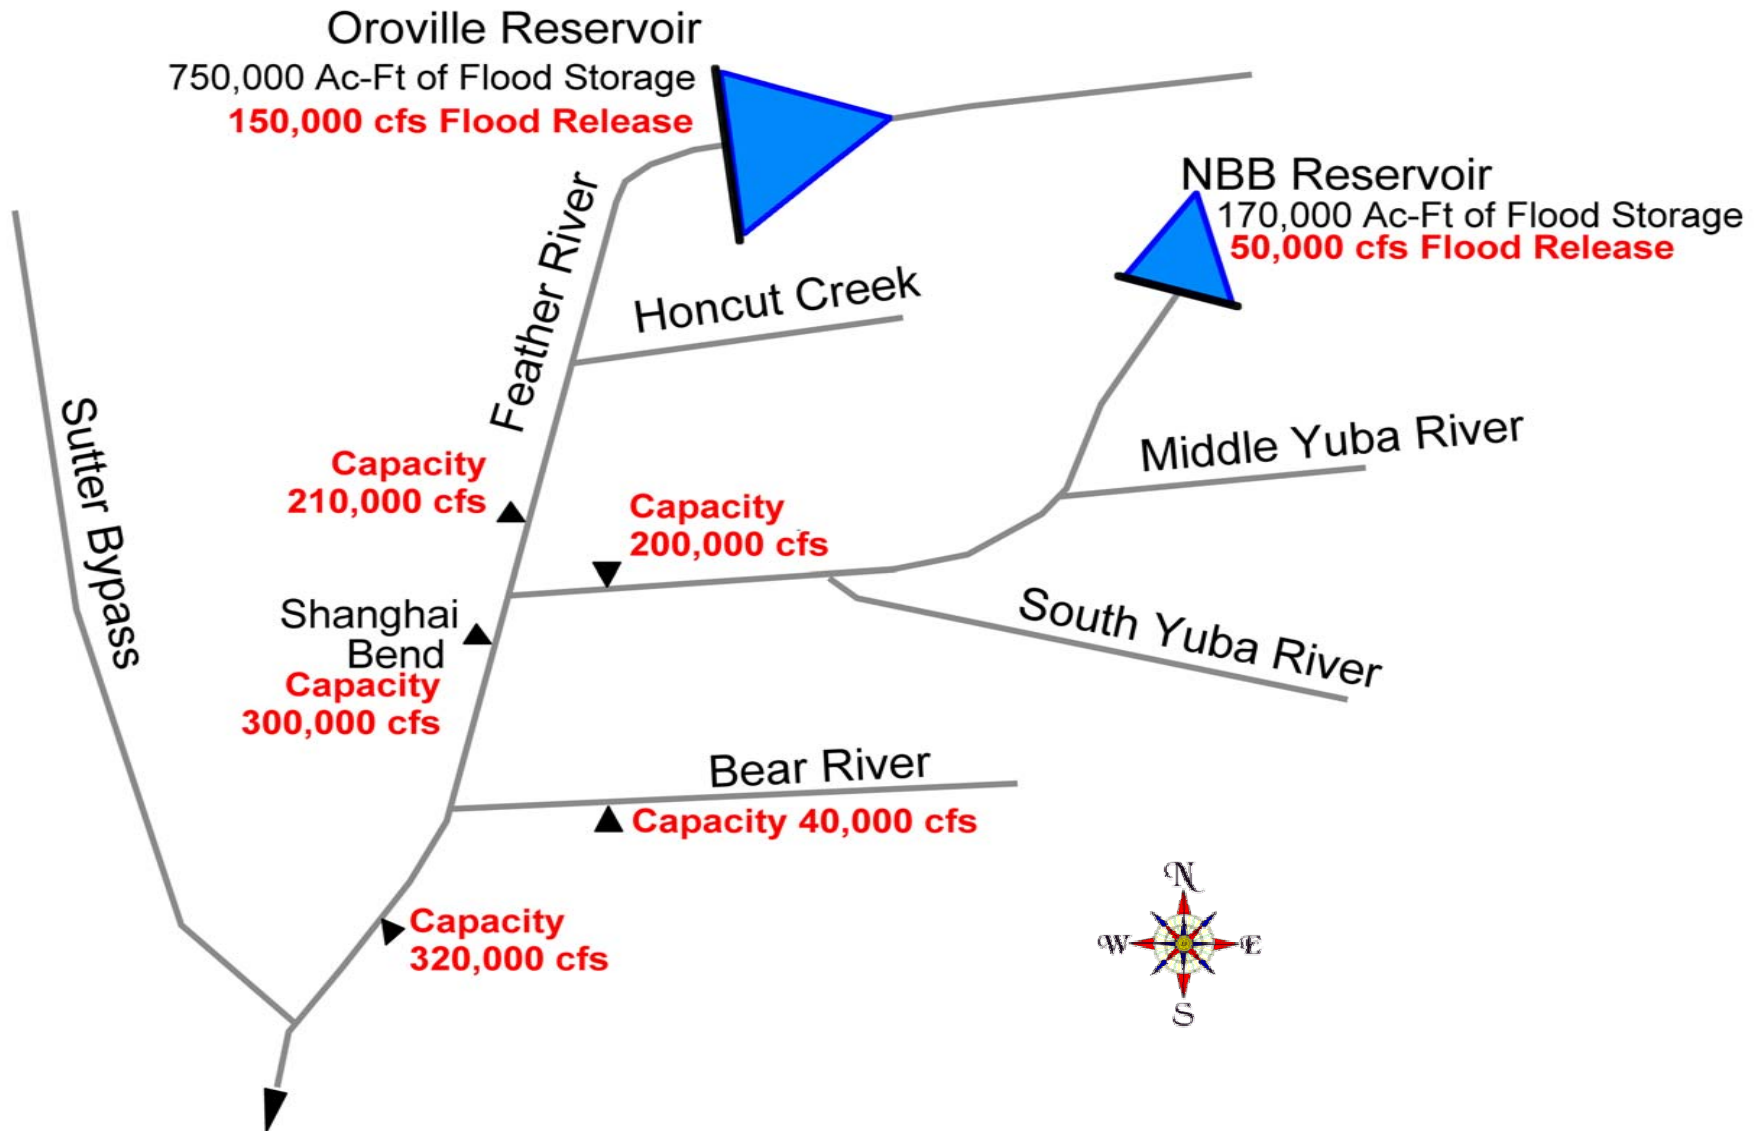 Oroville Reservoir
750,000 Ac-Ft of Flood Storage
150,000 cfs Flood Release
NBB Reservoir
170,000 Ac-Ft of Flood Storage
50,000 cfs Flood Release
Feather River
Honcut Creek
Sutter Bypass
Capacity
210,000 cfs
Capacity
200,000 cfs
Middle Yuba River
South Yuba River
Shanghai
Bend
Capacity
300,000 cfs
Bear River
Capacity 40,000 cfs
Capacity
320,000 cfs
N
W
E
S